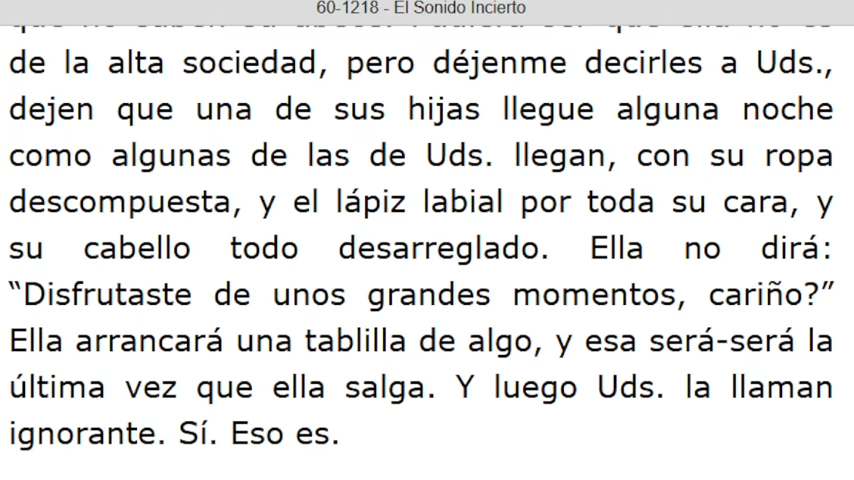 60-1218 - El Sonido Incierto
de la alta sociedad, pero déjenme decirles a Uds.,
dejen que una de sus hijas llegue alguna noche
como algunas de las de Uds. llegan, con su ropa
descompuesta, y el lápiz labial por toda su cara, y
su cabello todo desarreglado. Ella no dirá:
“Disfrutaste de unos grandes momentos, cariño?”
Ella arrancará una tablilla de algo, y esa será-será la
última vez que ella salga. Y luego Uds. la llaman
ignorante. Sí. Eso es.